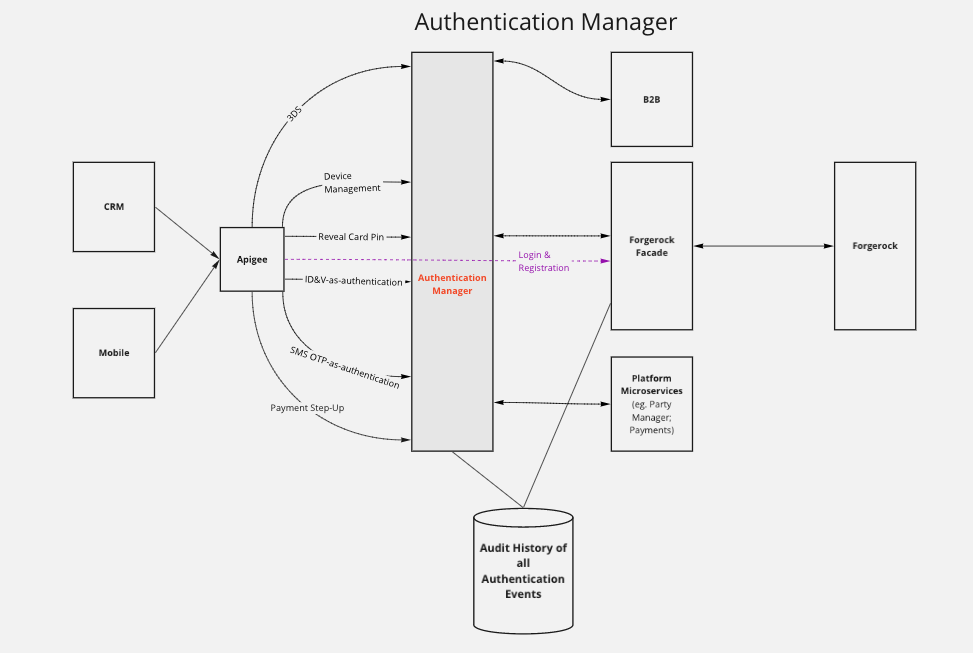 Authentication Manager
3DS
B2B
Device
Management
CRM
Reveal Card Pin
Apigee
Login &
Registration
Forgerock
Facade
Forgerock
ID&V-as-authentication
Authentication
Manager
Mobile
SMS OTP-as-authentication
Payment Step-Up
Platform
Microservices
(eg. Party
Manager;
Payments)
Audit History of
all
Authentication
Events